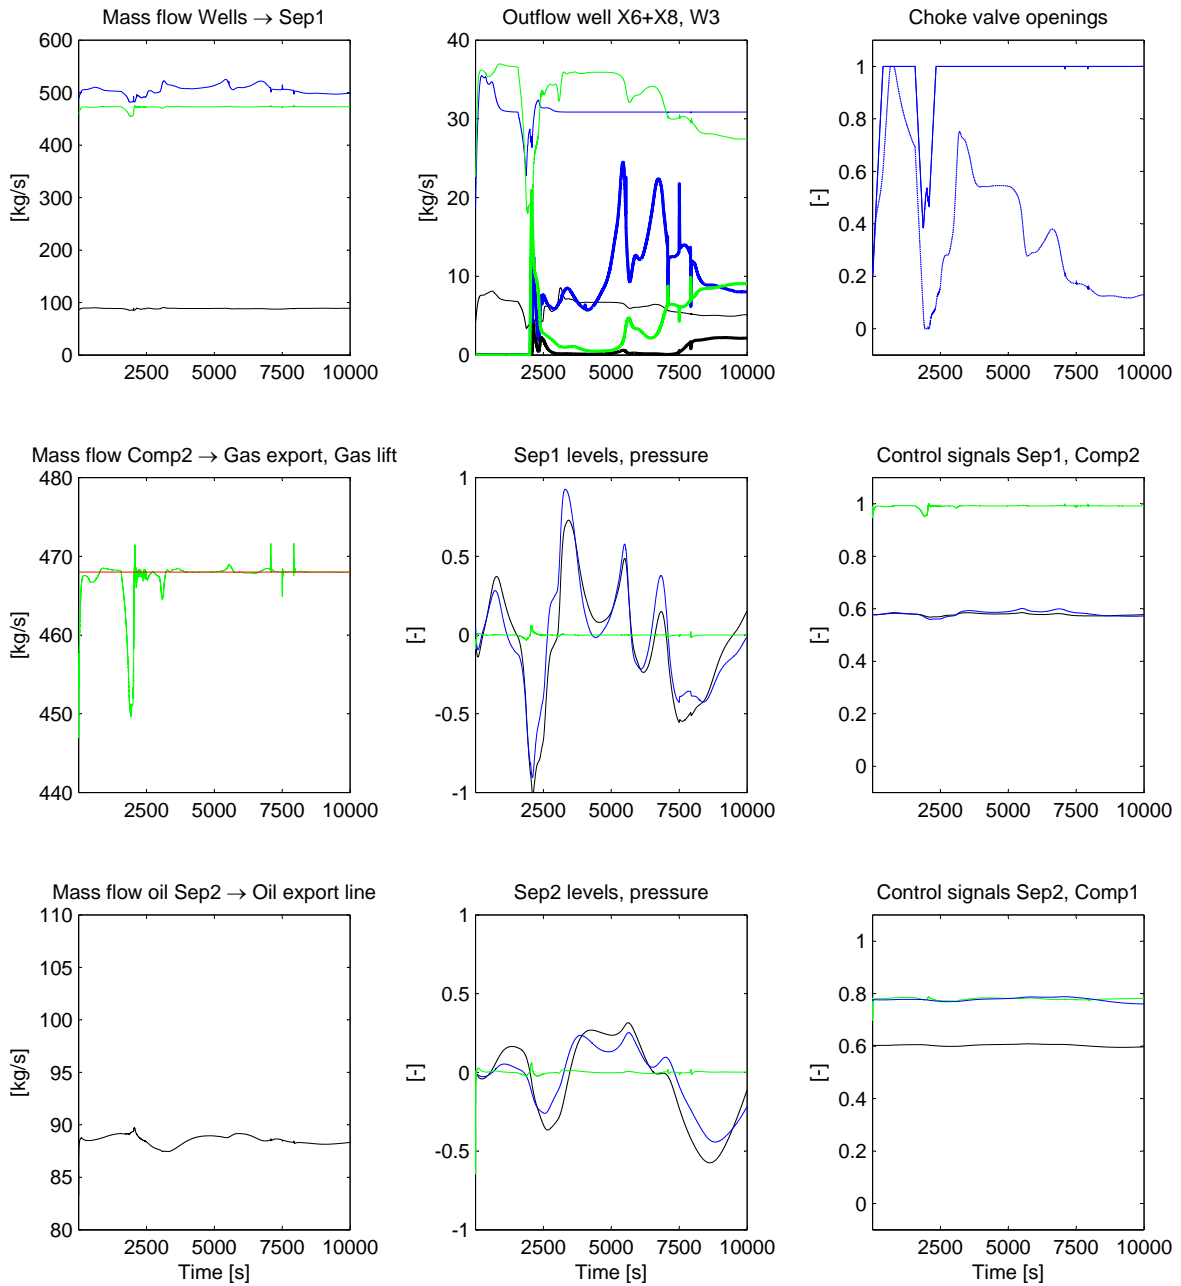 Mass flow Wells → Sep1
Outflow well X6+X8, W3
Choke valve openings
600
500
400
300
200
100
0
[kg/s]
2500 5000 7500 10000
40
30
20
10
0
[kg/s]
2500 5000 7500 10000
1
0.8
0.6
0.4
0.2
0
[-]
2500 5000 7500 10000
Mass flow Comp2 → Gas export, Gas lift
Sep1 levels, pressure
Control signals Sep1, Comp2
480
470
460
450
440
[kg/s]
2500 5000 7500 10000
1
0.5
0
-0.5
-1
[-]
2500 5000 7500 10000
1
0.8
0.6
0.4
0.2
0
[-]
2500 5000 7500 10000
Mass flow oil Sep2 → Oil export line
Sep2 levels, pressure
Control signals Sep2, Comp1
110
105
100
95
90
85
80
[kg/s]
2500 5000 7500 10000
Time [s]
1
0.5
0
-0.5
-1
[-]
2500 5000 7500 10000
Time [s]
1
0.8
0.6
0.4
0.2
0
[-]
2500 5000 7500 10000
Time [s]